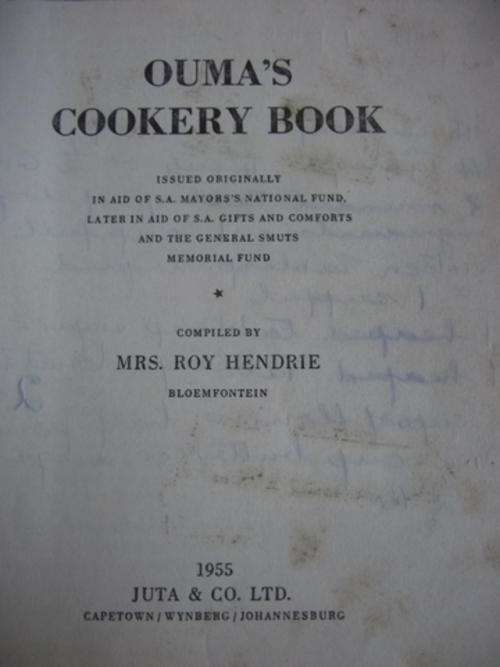 OUMA'S
COOKERY BOOK
ISSUED ORIGINALLY
IN AID OF S.A. MAYORS'S NATIONAL FUND,
LATER IN AID OF S.A. GIFTS AND COMFORTS
AND THE GENERAL SMUTS
MEMORIAL FUND
COMPILED BY
MRS. ROY HENDRIE
BLOEMFONTEIN
1955
JUTA & CO. LTD.
CAPETOWN/WYNBERG/JOHANNESBURG